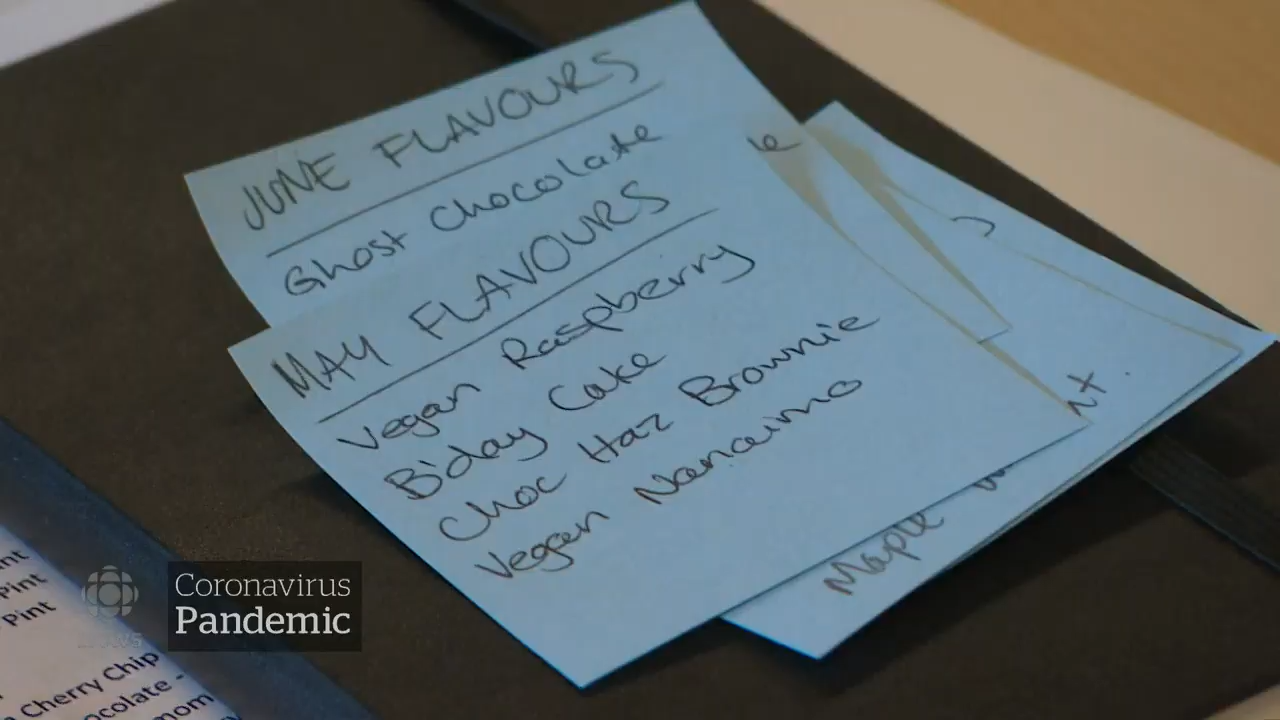 JUNE FLAVOURS
Ghost Chocolate
MAY FLAVOURS
Vegan Raspberry
B'day Cake
Choc Haz Brownie
Vegan Nanaimo
Maple
Pint
Pint
Cherry Chip
Coronavirus
Pandemic